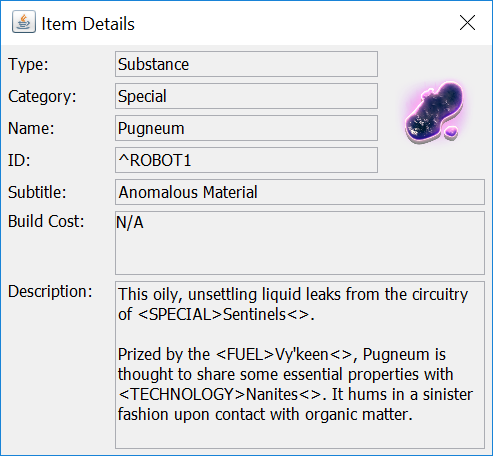 Item Details
Type: Substance
Category: Special
Name: Pugneum
ID: ^ROBOT1
Subtitle: Anomalous Material
Build Cost: N/A
Description: This oily, unsettling liquid leaks from the circuitry
of <SPECIAL>Sentinels<>.
Prized by the <FUEL>Vy'keen<>, Pugneum is
thought to share some essential properties with
<TECHNOLOGY>Nanites<>. It hums in a sinister
fashion upon contact with organic matter.